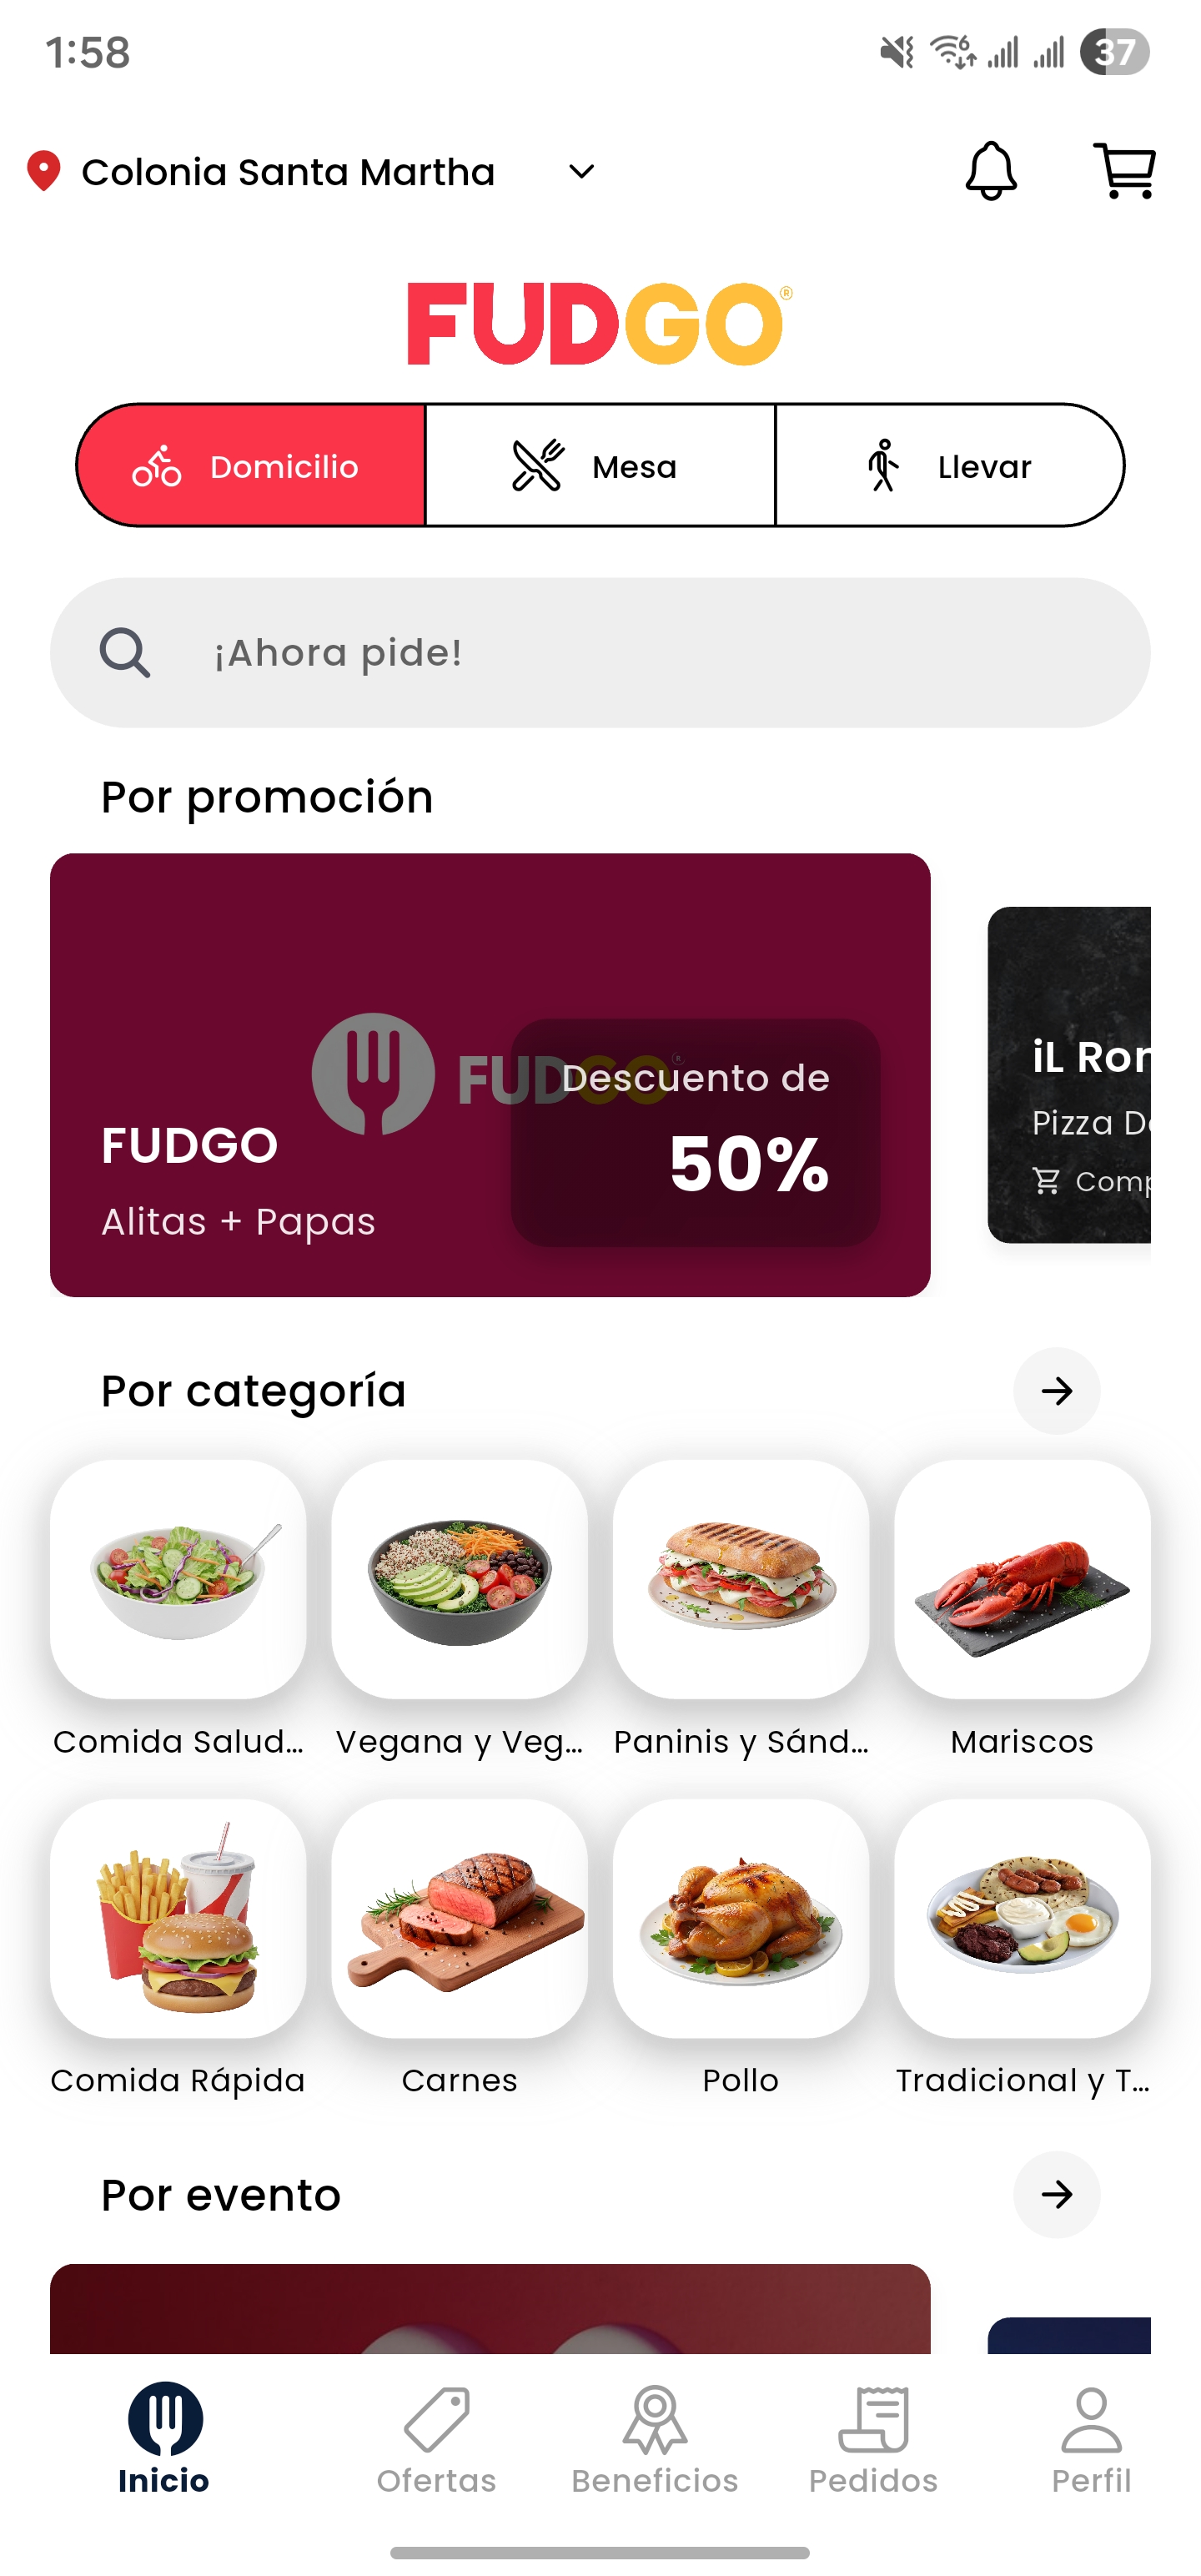 1:58
6
37
Colonia Santa Martha
FUDGO®
Domicilio
Mesa
Llevar
¡Ahora pide!
Por promoción
FUDGO
Descuento de
50%
FUDGO
Alitas + Papas
iL Ror
Pizza D
Comp
Por categoría
Comida Salud...
Vegana y Veg...
Paninis y Sánd...
Mariscos
Comida Rápida
Carnes
Pollo
Tradicional y T...
Por evento
Inicio
Ofertas
Beneficios
Pedidos
Perfil